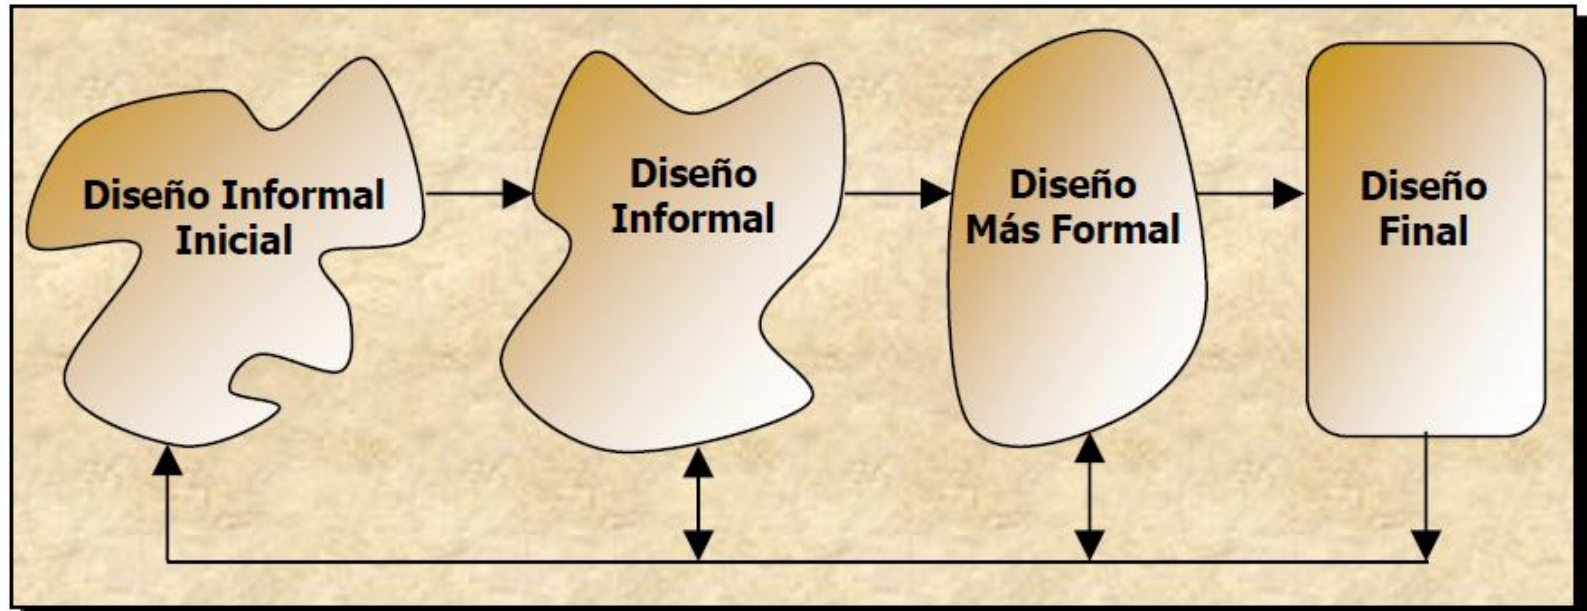 Diseño Informal
Inicial
Diseño
Informal
Diseño
Más Formal
Diseño
Final